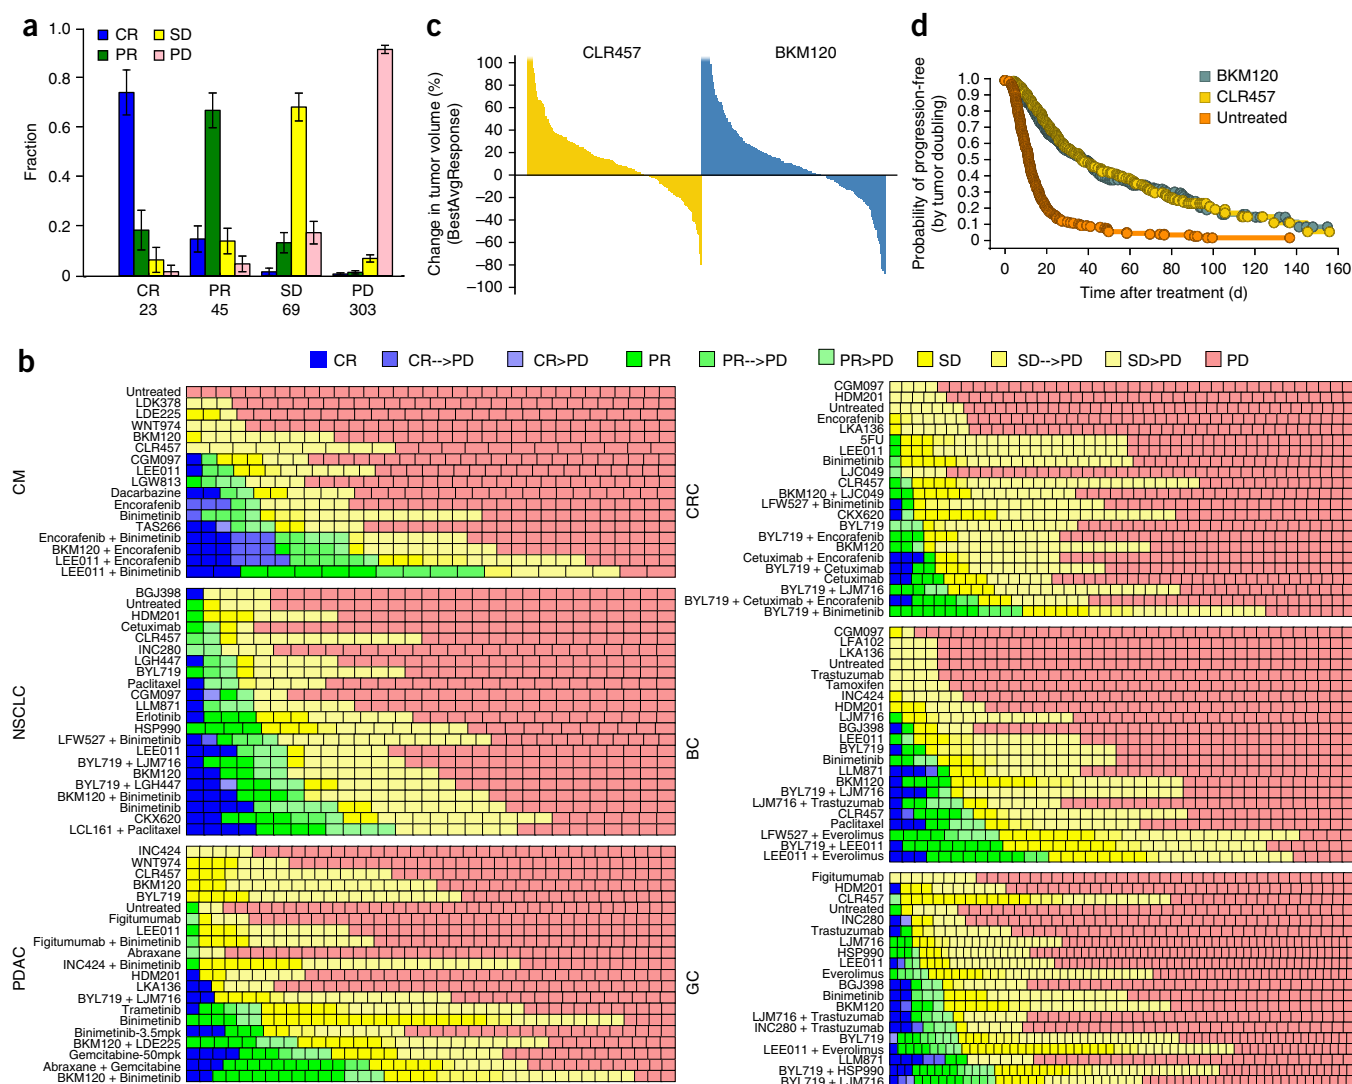 a
1.0
0.8
0.6
0.4
0.2
0
Fraction
CR
SD
PR
PD
CR
PR
SD
PD
23
45
69
303
c
CLR457
BKM120
100
80
60
40
20
0
−20
−40
−60
−80
−100
Change in tumor volume (%)
(BestAvgResponse)
d
BKM120
CLR457
Untreated
1.0
0.9
0.8
0.7
0.6
0.5
0.4
0.3
0.2
0.1
0
Probability of progression-free
(by tumor doubling)
0 20 40 60 80 100 120 140 160
Time after treatment (d)
b
CR CR-->PD CR>PD PR PR-->PD PR>PD SD SD-->PD SD>PD PD
CM
Untreated
LDK378
LDE225
WNT974
BKM120
CLR457
CGM097
LEE011
LGW813
Dacarbazine
Encorafenib
Binimetinib
TAS266
Encorafenib + Binimetinib
BKM120 + Encorafenib
LEE011 + Encorafenib
LEE011 + Binimetinib
NSCLC
BGJ398
Untreated
HDM201
Cetuximab
CLR457
INC280
LGH447
BYL719
Paclitaxel
CGM097
LLM871
Erlotinib
HSP990
LFW527 + Binimetinib
LEE011
BYL719 + LJM716
BKM120
BYL719 + LGH447
BKM120 + Binimetinib
Binimetinib
CKX620
LCL161 + Paclitaxel
PDAC
INC424
WNT974
CLR457
BKM120
BYL719
Untreated
Figitumumab
LEE011
Figitumumab + Binimetinib
Abraxane
INC424 + Binimetinib
HDM201
LKA136
BYL719 + LJM716
Trametinib
Binimetinib
Binimetinib-3.5mpk
BKM120 + LDE225
Gemcitabine-50mpk
Abraxane + Gemcitabine
BKM120 + Binimetinib
CRC
CGM097
HDM201
Untreated
Encorafenib
LKA136
5FU
LEE011
Binimetinib
LJC049
CLR457
BKM120 + LJC049
LFW527 + Binimetinib
CKX620
BYL719
BYL719 + Encorafenib
BKM120
Cetuximab + Encorafenib
BYL719 + Cetuximab
Cetuximab
BYL719 + LJM716
BYL719 + Cetuximab + Encorafenib
BYL719 + Binimetinib
BC
CGM097
LFA102
LKA136
Untreated
Trastuzumab
Tamoxifen
INC424
HDM201
LJM716
BGJ398
LEE011
BYL719
Binimetinib
LLM871
BKM120
BYL719 + LJM716
LJM716 + Trastuzumab
CLR457
Paclitaxel
LFW527 + Everolimus
BYL719 + LEE011
LEE011 + Everolimus
GC
Figitumumab
HDM201
CLR457
Untreated
INC280
Trastuzumab
LJM716
HSP990
LEE011
Everolimus
BGJ398
Binimetinib
BKM120
LJM716 + Trastuzumab
INC280 + Trastuzumab
BYL719
LEE011 + Everolimus
LLM871
BYL719 + HSP990
BYL719 + LJM716